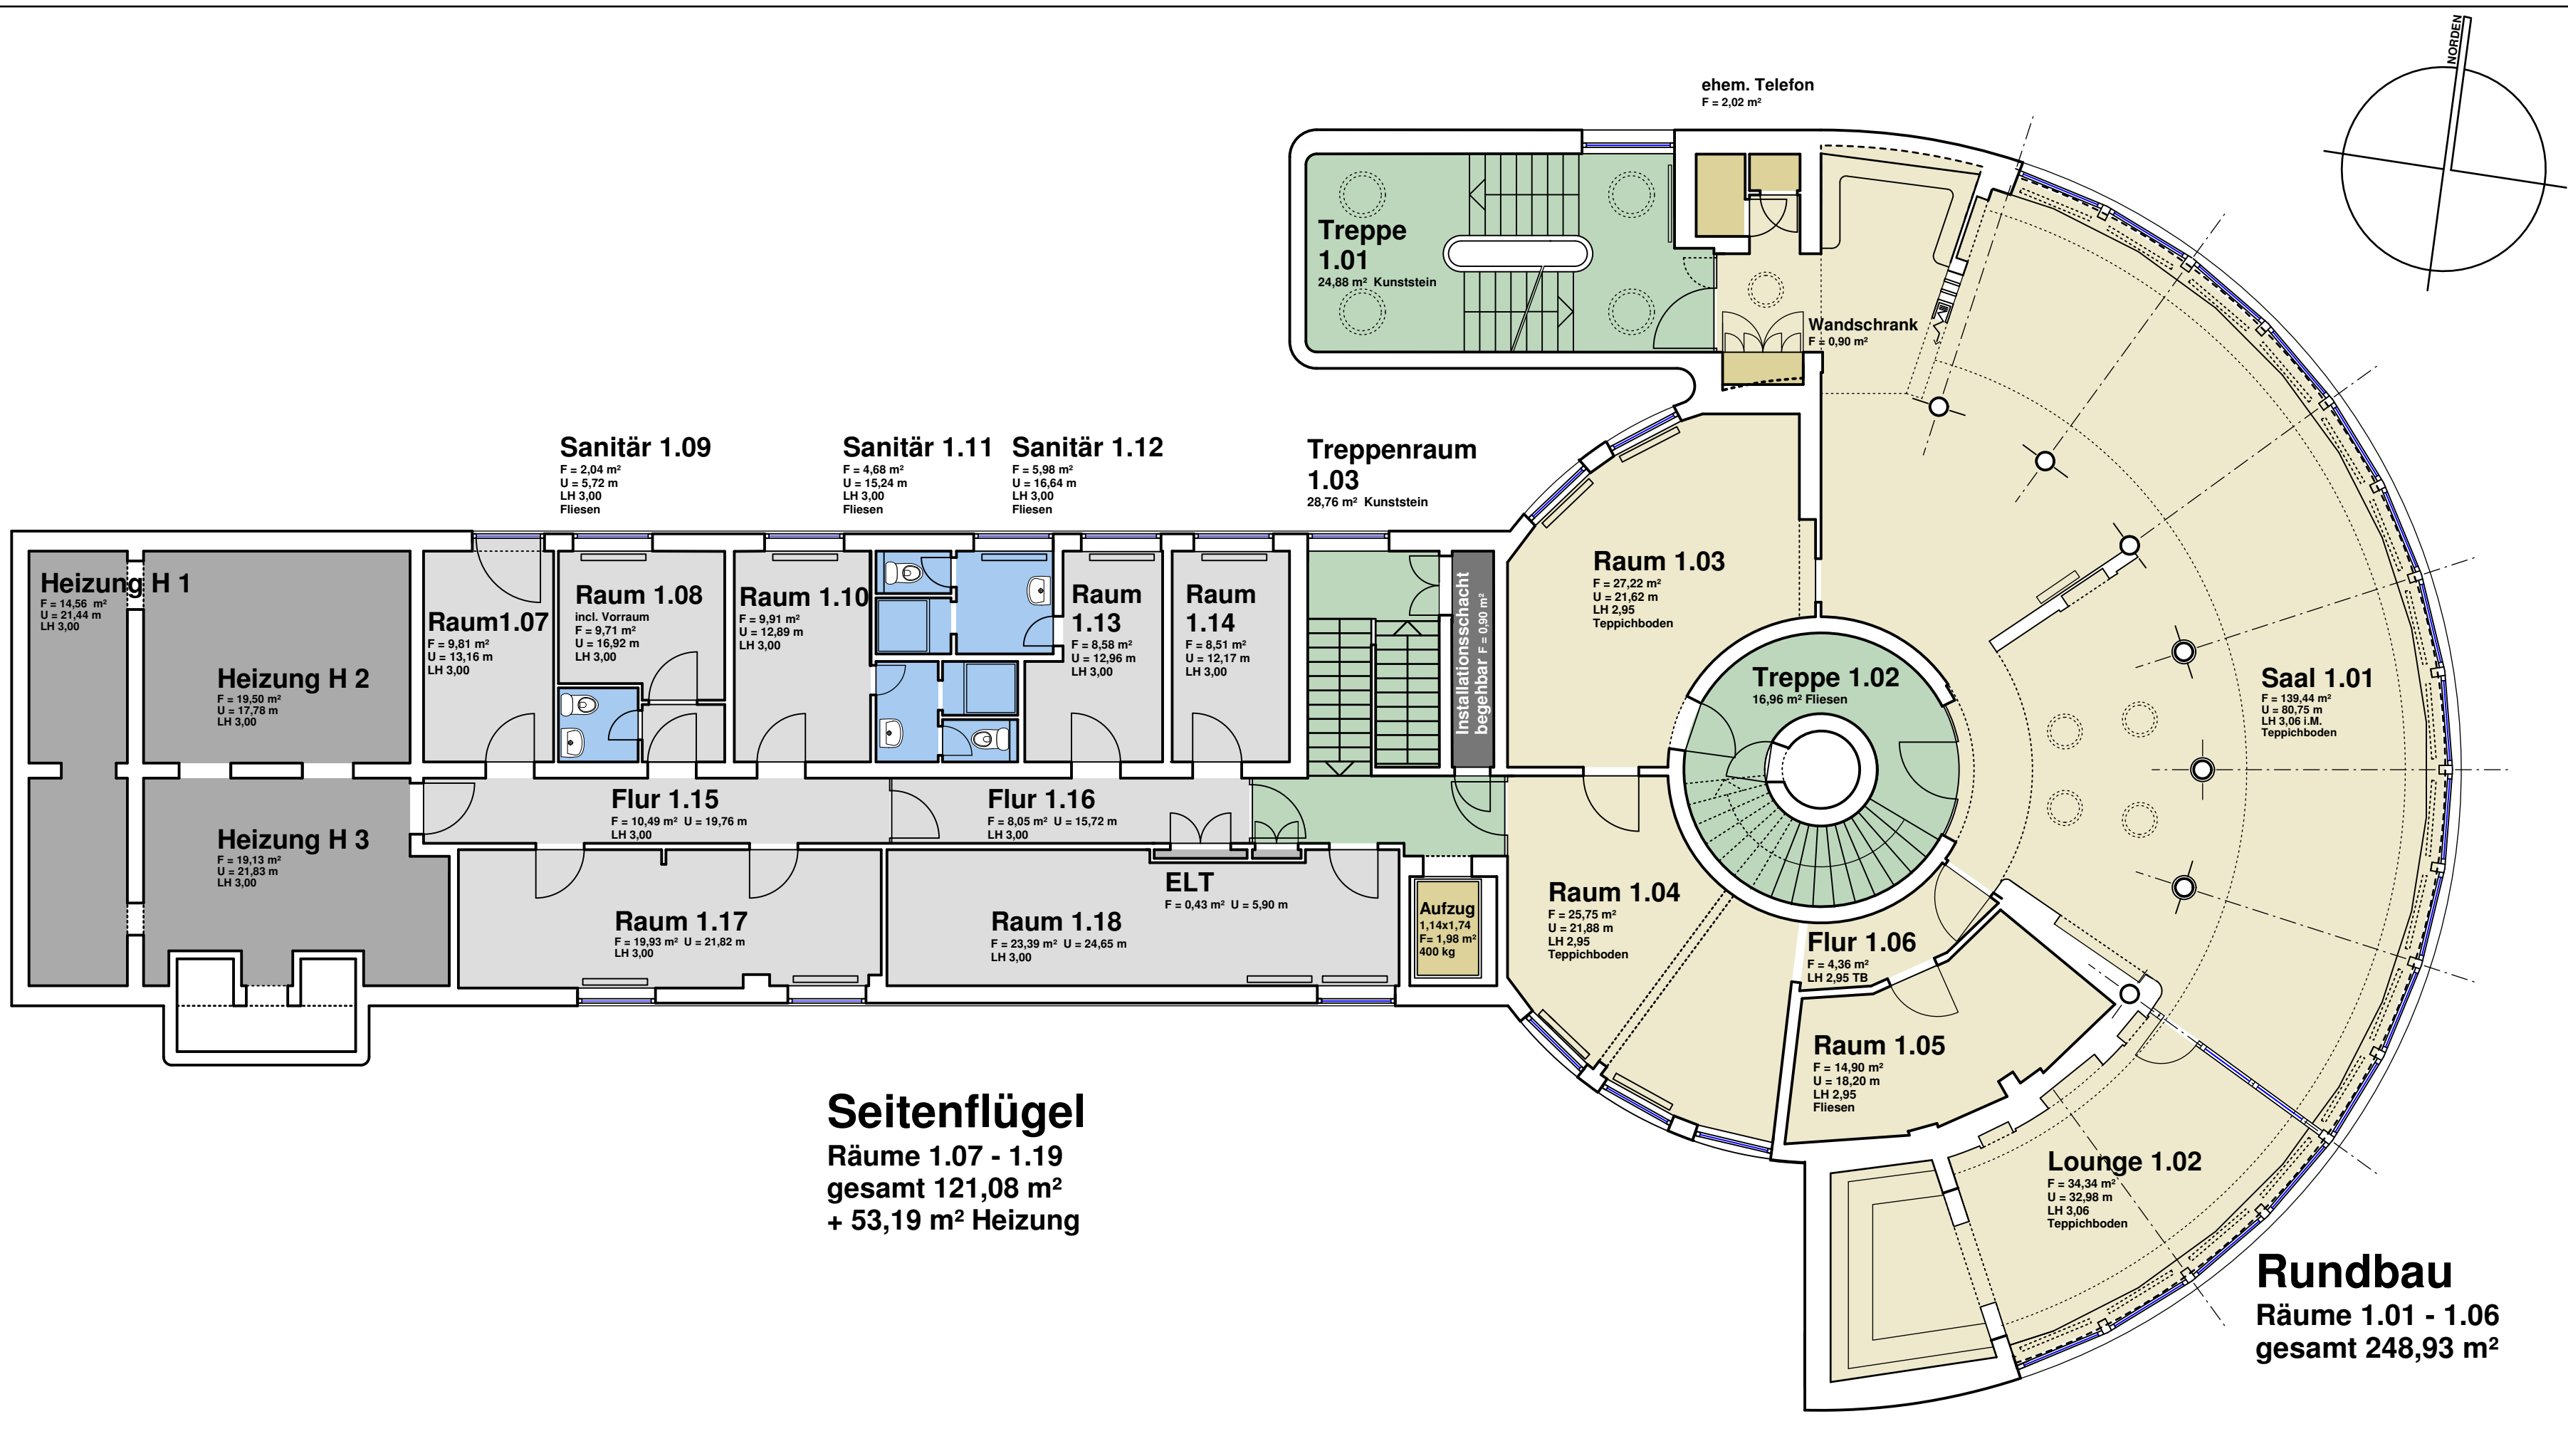 NORDEN
ehem. Telefon
F = 2,02 m²
Treppe
1.01
24,88 m² Kunststein
Wandschrank
F = 0,90 m²
Sanitär 1.09
F = 2,04 m²
U = 5,72 m
LH 3,00
Fliesen
Sanitär 1.11
F = 4,68 m²
U = 15,24 m
LH 3,00
Fliesen
Sanitär 1.12
F = 5,98 m²
U = 16,64 m
LH 3,00
Fliesen
Treppenraum
1.03
28,76 m² Kunststein
Heizung H 1
F = 14,56 m²
U = 21,44 m
LH 3,00
Heizung H 2
F = 19,50 m²
U = 17,78 m
LH 3,00
Heizung H 3
F = 19,13 m²
U = 21,83 m
LH 3,00
Raum1.07
F = 9,81 m²
U = 13,16 m
LH 3,00
Raum 1.08
incl. Vorraum
F = 9,71 m²
U = 16,92 m
LH 3,00
Raum 1.10
F = 9,91 m²
U = 12,89 m
LH 3,00
Raum
1.13
F = 8,58 m²
U = 12,96 m
LH 3,00
Raum
1.14
F = 8,51 m²
U = 12,17 m
LH 3,00
Installationsschacht
begehbar F = 0,90 m²
Raum 1.03
F = 27,22 m²
U = 21,62 m
LH 2,95
Teppichboden
Treppe 1.02
16,96 m² Fliesen
Saal 1.01
F = 139,44 m²
U = 80,75 m
LH 3,06 i.M.
Teppichboden
Flur 1.15
F = 10,49 m² U = 19,76 m
LH 3,00
Flur 1.16
F = 8,05 m² U = 15,72 m
LH 3,00
Raum 1.17
F = 19,93 m² U = 21,82 m
LH 3,00
Raum 1.18
F = 23,39 m² U = 24,65 m
LH 3,00
ELT
F = 0,43 m² U = 5,90 m
Aufzug
1,14x1,74
F= 1,98 m²
400 kg
Raum 1.04
F = 25,75 m²
U = 21,88 m
LH 2,95
Teppichboden
Flur 1.06
F = 4,36 m²
LH 2,95 TB
Raum 1.05
F = 14,90 m²
U = 18,20 m
LH 2,95
Fliesen
Lounge 1.02
F = 34,34 m²
U = 32,98 m
LH 3,06
Teppichboden
Seitenflügel
Räume 1.07 - 1.19
gesamt 121,08 m²
+ 53,19 m² Heizung
Rundbau
Räume 1.01 - 1.06
gesamt 248,93 m²